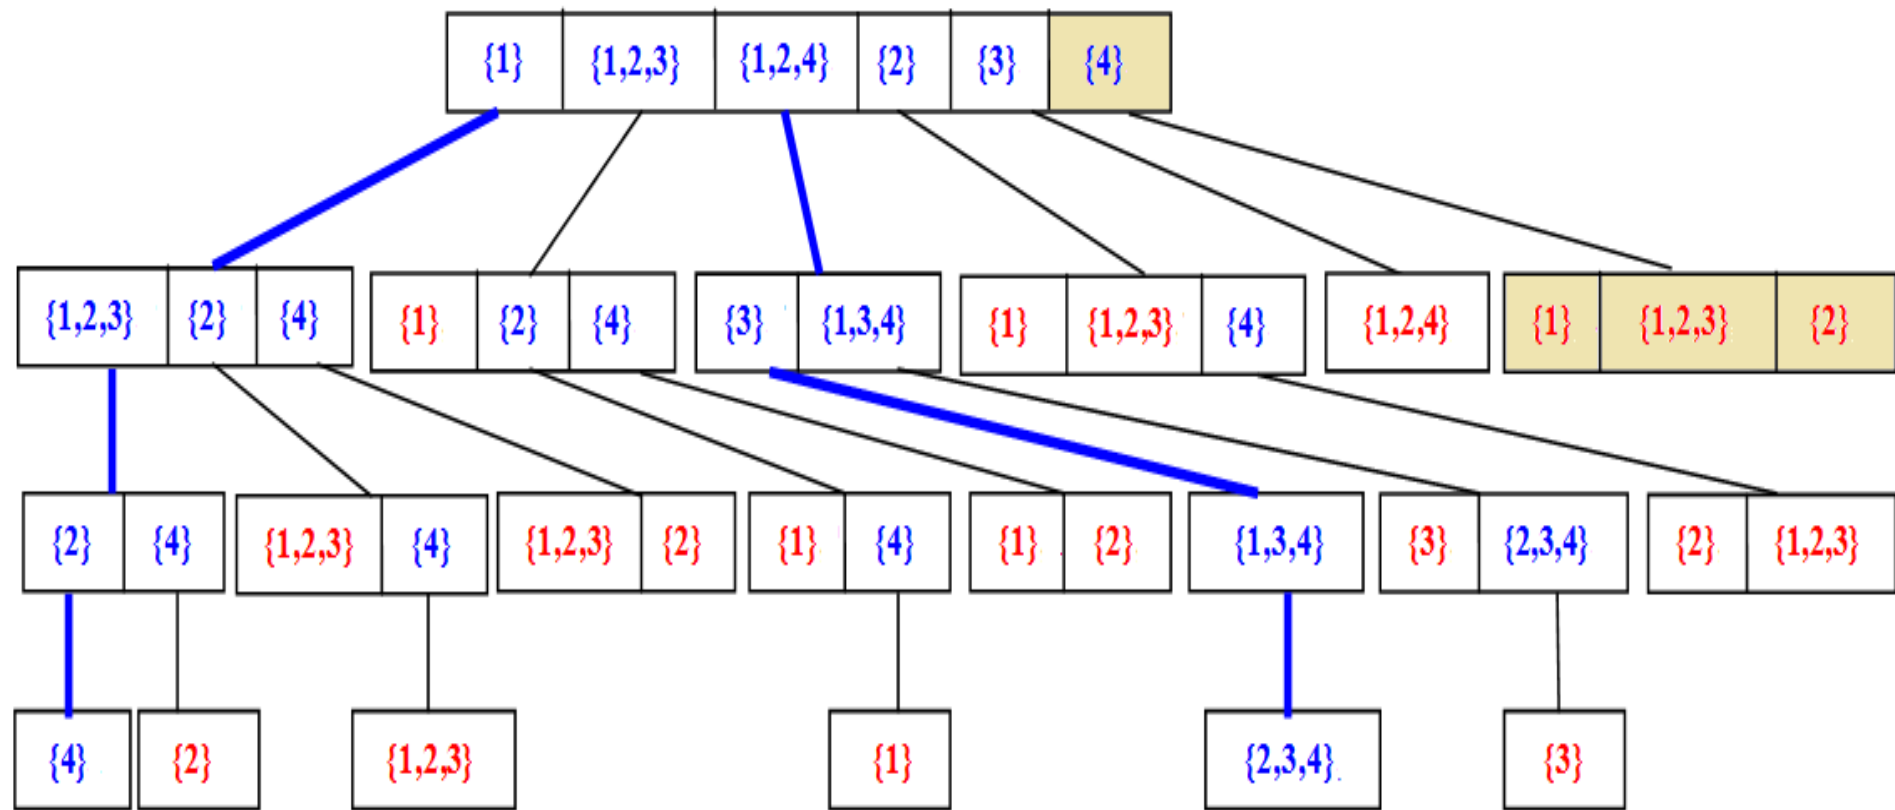 {1} {1,2,3} {1,2,4} {2} {3} {4}
{1,2,3} {2} {4} {1} {2} {4} {3} {1,3,4} {1} {1,2,3} {4} {1,2,4} {1} {1,2,3} {2}
{2} {4} {1,2,3} {4} {1,2,3} {2} {1} {4} {1} {2} {1,3,4} {3} {2,3,4} {2} {1,2,3}
{4} {2} {1,2,3} {1} {2,3,4} {3}